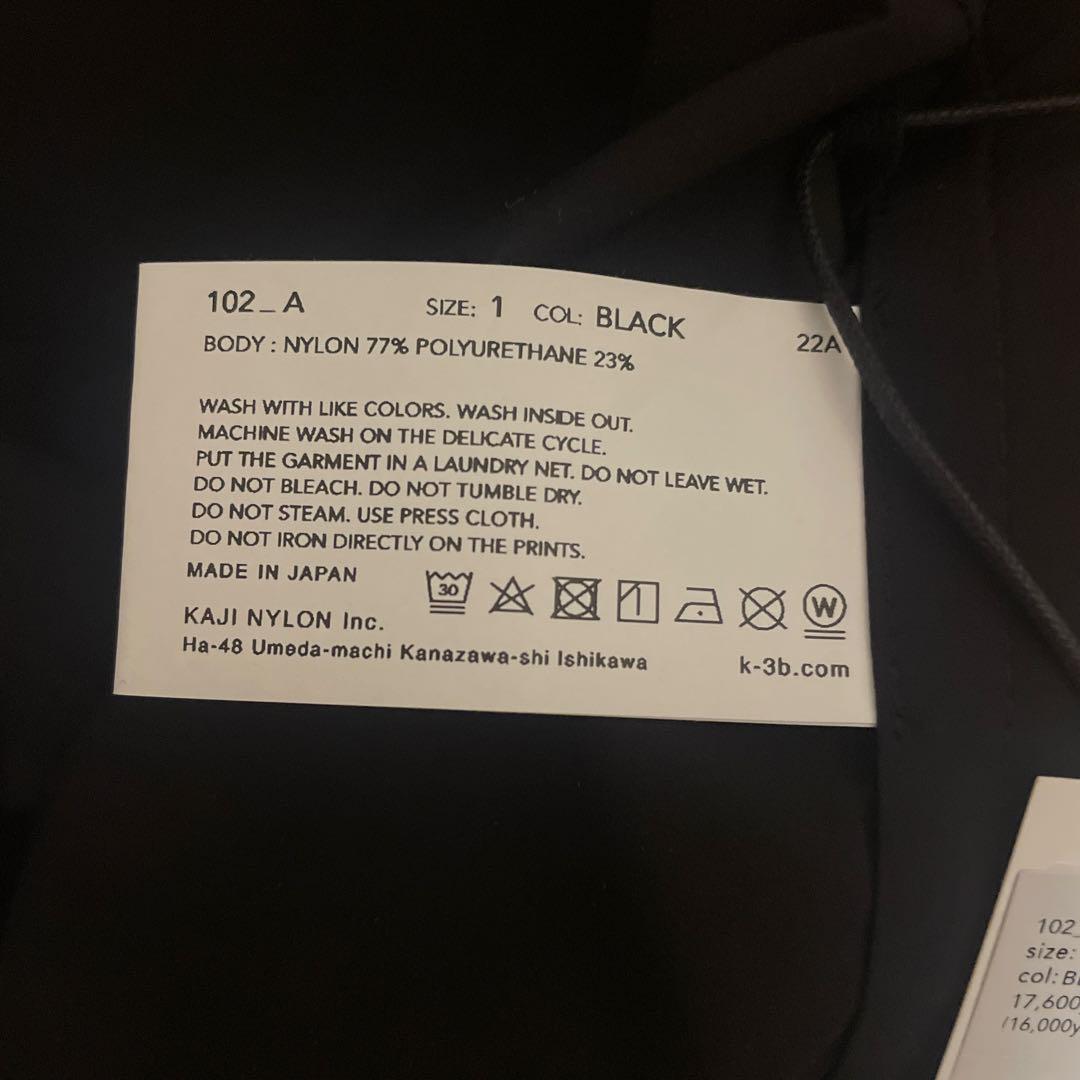 102_A SIZE: 1 COL: BLACK 22A
BODY : NYLON 77% POLYURETHANE 23%
WASH WITH LIKE COLORS. WASH INSIDE OUT.
MACHINE WASH ON THE DELICATE CYCLE.
PUT THE GARMENT IN A LAUNDRY NET. DO NOT LEAVE WET.
DO NOT BLEACH. DO NOT TUMBLE DRY.
DO NOT STEAM. USE PRESS CLOTH.
DO NOT IRON DIRECTLY ON THE PRINTS.
MADE IN JAPAN
30 W
KAJI NYLON Inc.
Ha-48 Umeda-machi Kanazawa-shi Ishikawa k-3b.com
102_
size:
col: B
17,600
(16,000y